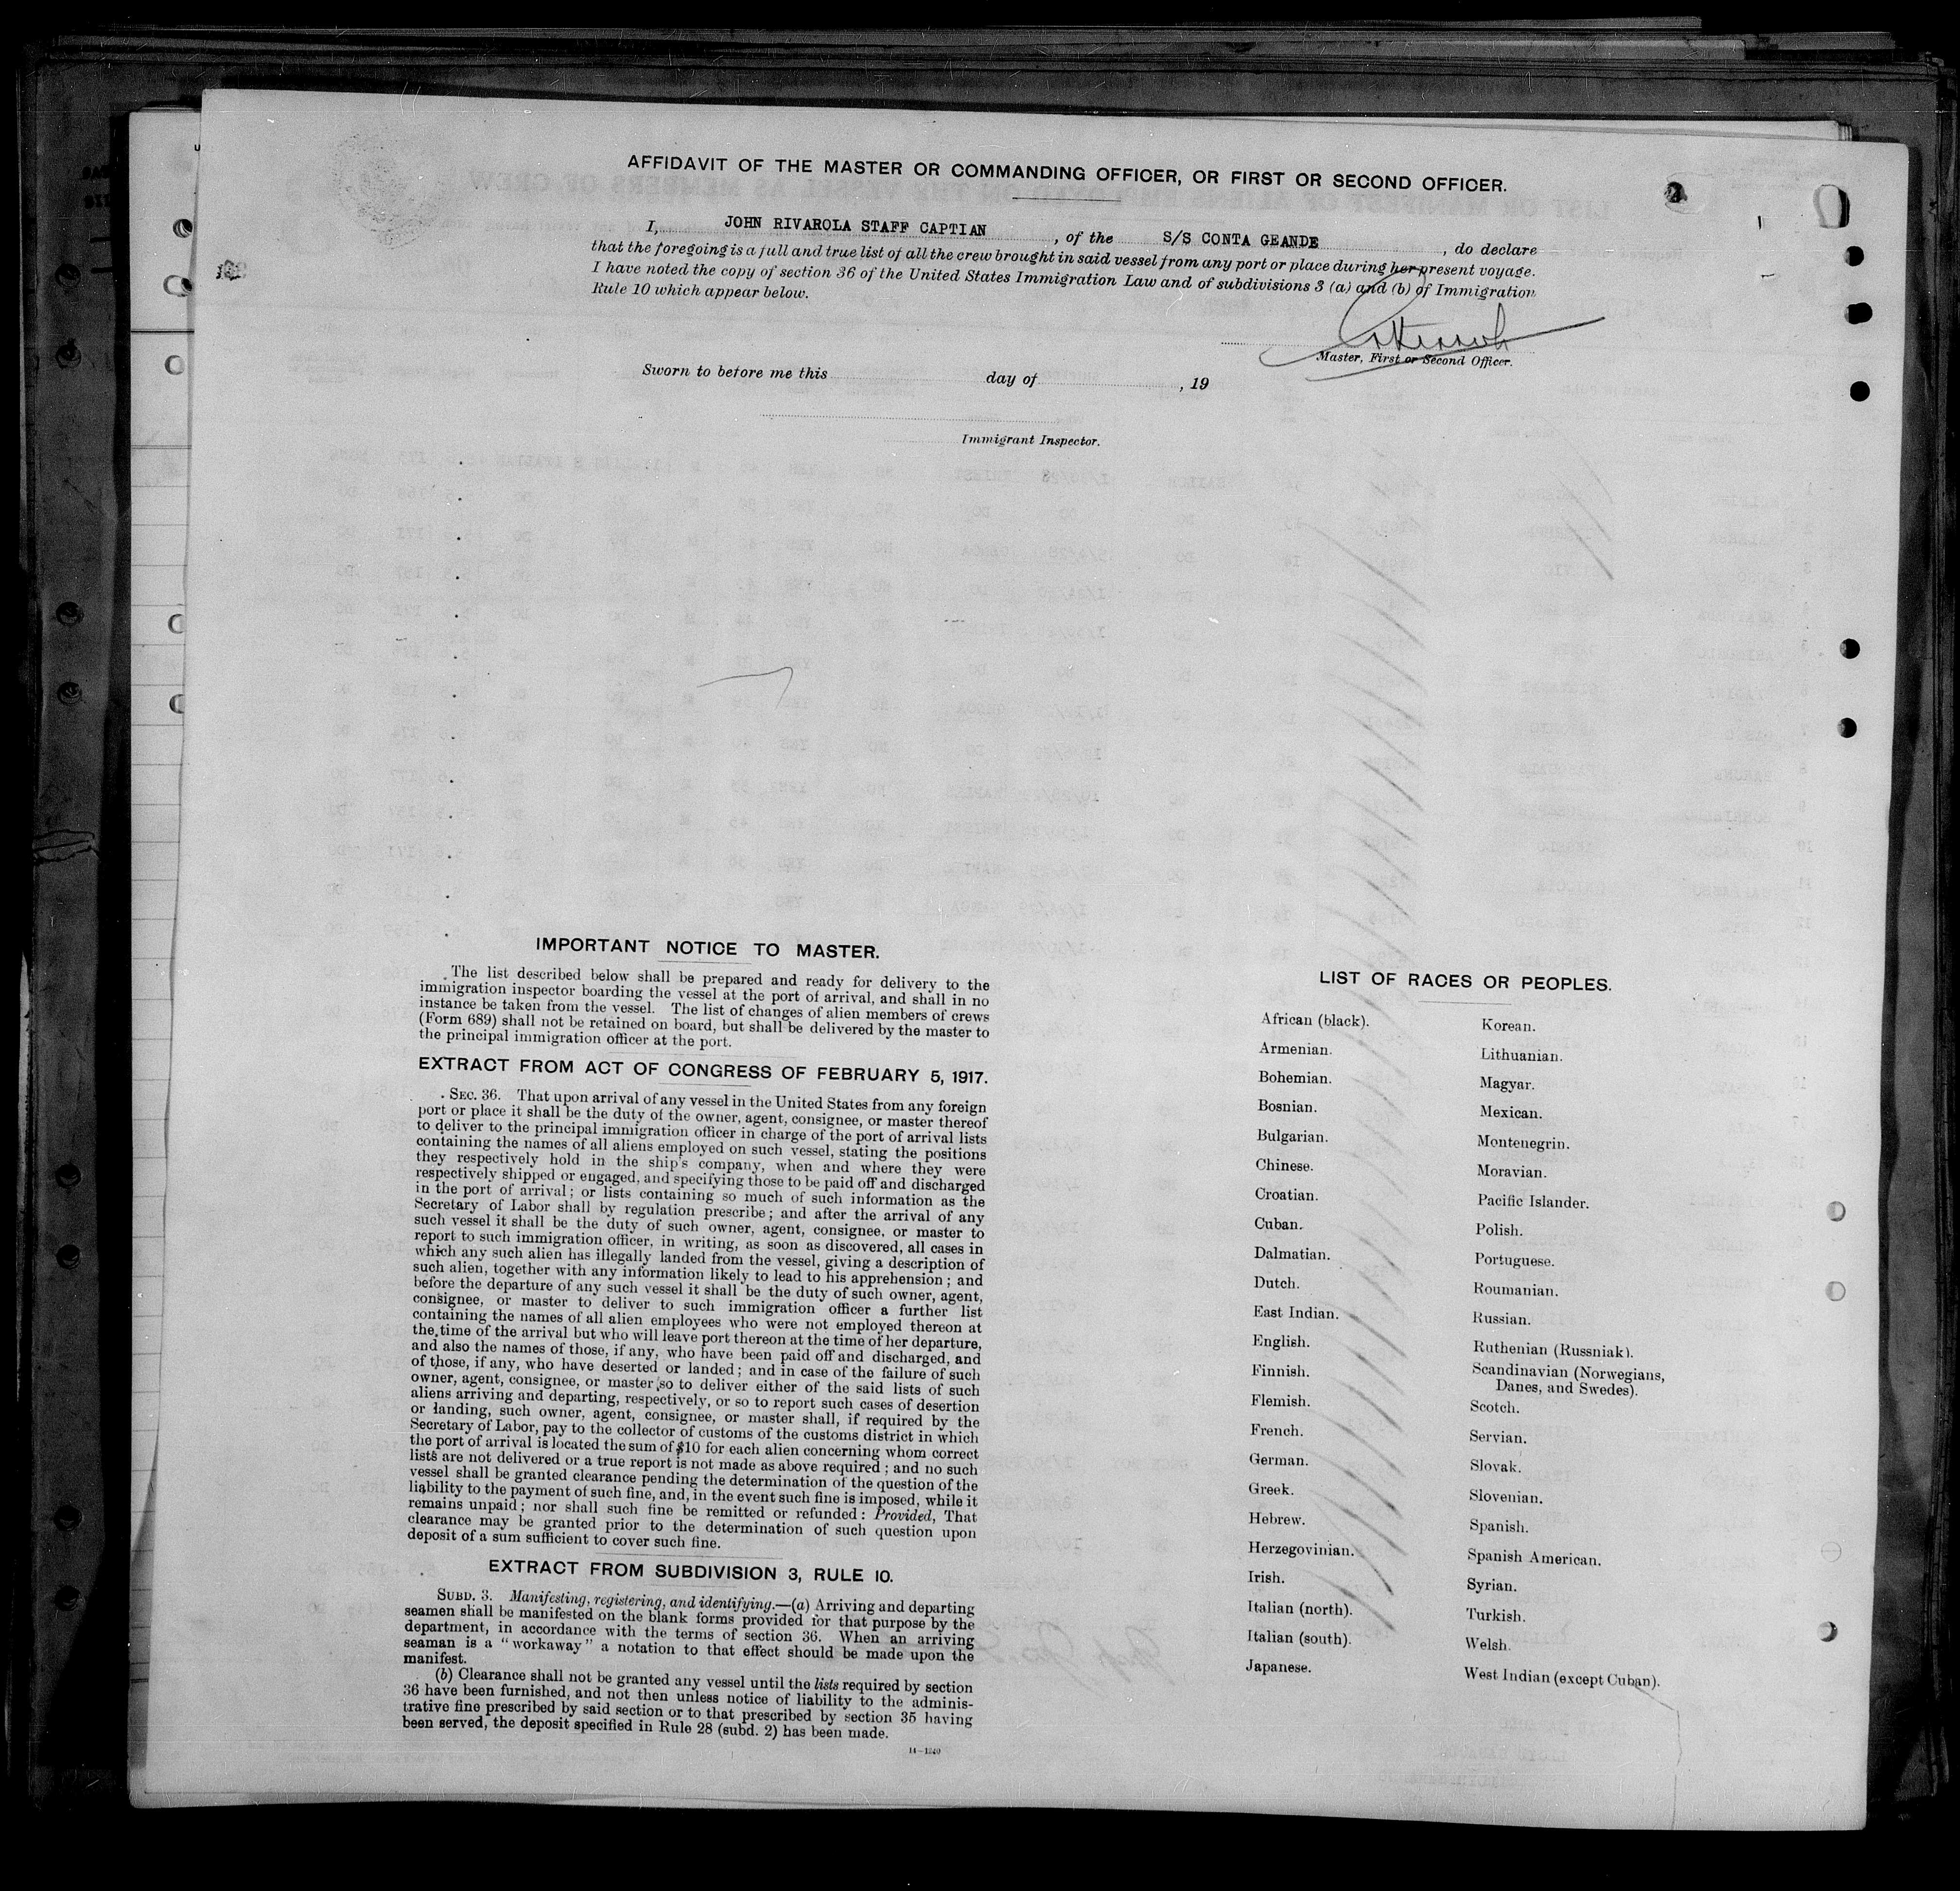 AFFIDAVIT OF THE MASTER OR COMMANDING OFFICER, OR FIRST OR SECOND OFFICER.
I, JOHN RIVAROLA STAFF CAPTIAN , of the S/S CONTA GEANDE , do declare
that the foregoing is a full and true list of all the crew brought in said vessel from any port or place during her present voyage.
I have noted the copy of section 36 of the United States Immigration Law and of subdivisions 3 (a) and (b) of Immigration
Rule 10 which appear below.
Master, First or Second Officer.
Sworn to before me this day of , 19
Immigrant Inspector.
IMPORTANT NOTICE TO MASTER.
The list described below shall be prepared and ready for delivery to the
immigration inspector boarding the vessel at the port of arrival, and shall in no
instance be taken from the vessel. The list of changes of alien members of crews
(Form 689) shall not be retained on board, but shall be delivered by the master to
the principal immigration officer at the port.
EXTRACT FROM ACT OF CONGRESS OF FEBRUARY 5, 1917.
SEC. 36. That upon arrival of any vessel in the United States from any foreign
port or place it shall be the duty of the owner, agent, consignee, or master thereof
to deliver to the principal immigration officer in charge of the port of arrival lists
containing the names of all aliens employed on such vessel, stating the positions
they respectively hold in the ship's company, when and where they were
respectively shipped or engaged, and specifying those to be paid off and discharged
in the port of arrival; or lists containing so much of such information as the
Secretary of Labor shall by regulation prescribe; and after the arrival of any
such vessel it shall be the duty of such owner, agent, consignee, or master to
report to such immigration officer, in writing, as soon as discovered, all cases in
which any such alien has illegally landed from the vessel, giving a description of
such alien, together with any information likely to lead to his apprehension; and
before the departure of any such vessel it shall be the duty of such owner, agent,
consignee, or master to deliver to such immigration officer a further list
containing the names of all alien employees who were not employed thereon at
the time of the arrival but who will leave port thereon at the time of her departure,
and also the names of those, if any, who have been paid off and discharged, and
of those, if any, who have deserted or landed; and in case of the failure of such
owner, agent, consignee, or master so to deliver either of the said lists of such
aliens arriving and departing, respectively, or so to report such cases of desertion
or landing, such owner, agent, consignee, or master shall, if required by the
Secretary of Labor, pay to the collector of customs of the customs district in which
the port of arrival is located the sum of $10 for each alien concerning whom correct
lists are not delivered or a true report is not made as above required; and no such
vessel shall be granted clearance pending the determination of the question of the
liability to the payment of such fine, and, in the event such fine is imposed, while it
remains unpaid; nor shall such fine be remitted or refunded: Provided, That
clearance may be granted prior to the determination of such question upon
deposit of a sum sufficient to cover such fine.
EXTRACT FROM SUBDIVISION 3, RULE 10.
SUBD. 3. Manifesting, registering, and identifying.—(a) Arriving and departing
seamen shall be manifested on the blank forms provided for that purpose by the
department, in accordance with the terms of section 36. When an arriving
seaman is a "workaway" a notation to that effect should be made upon the
manifest.
(b) Clearance shall not be granted any vessel until the lists required by section
36 have been furnished, and not then unless notice of liability to the adminis-
trative fine prescribed by said section or to that prescribed by section 35 having
been served, the deposit specified in Rule 28 (subd. 2) has been made.
14—1240
LIST OF RACES OR PEOPLES.
African (black).
Armenian.
Bohemian.
Bosnian.
Bulgarian.
Chinese.
Croatian.
Cuban.
Dalmatian.
Dutch.
East Indian.
English.
Finnish.
Flemish.
French.
German.
Greek.
Hebrew.
Herzegovinian.
Irish.
Italian (north).
Italian (south).
Japanese.
Korean.
Lithuanian.
Magyar.
Mexican.
Montenegrin.
Moravian.
Pacific Islander.
Polish.
Portuguese.
Roumanian.
Russian.
Ruthenian (Russniak).
Scandinavian (Norwegians,
Danes, and Swedes).
Scotch.
Servian.
Slovak.
Slovenian.
Spanish.
Spanish American.
Syrian.
Turkish.
Welsh.
West Indian (except Cuban).